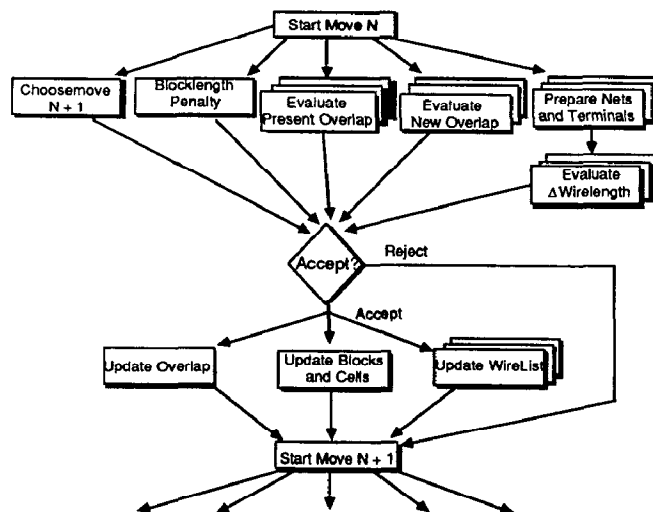 Start Move N
Choosemove
N + 1
Blocklength
Penalty
Evaluate
Present Overlap
Evaluate
New Overlap
Prepare Nets
and Terminals
Evaluate
Δ Wirelength
Accept?
Reject
Accept
Update Overlap
Update Blocks
and Cells
Update WireList
Start Move N + 1